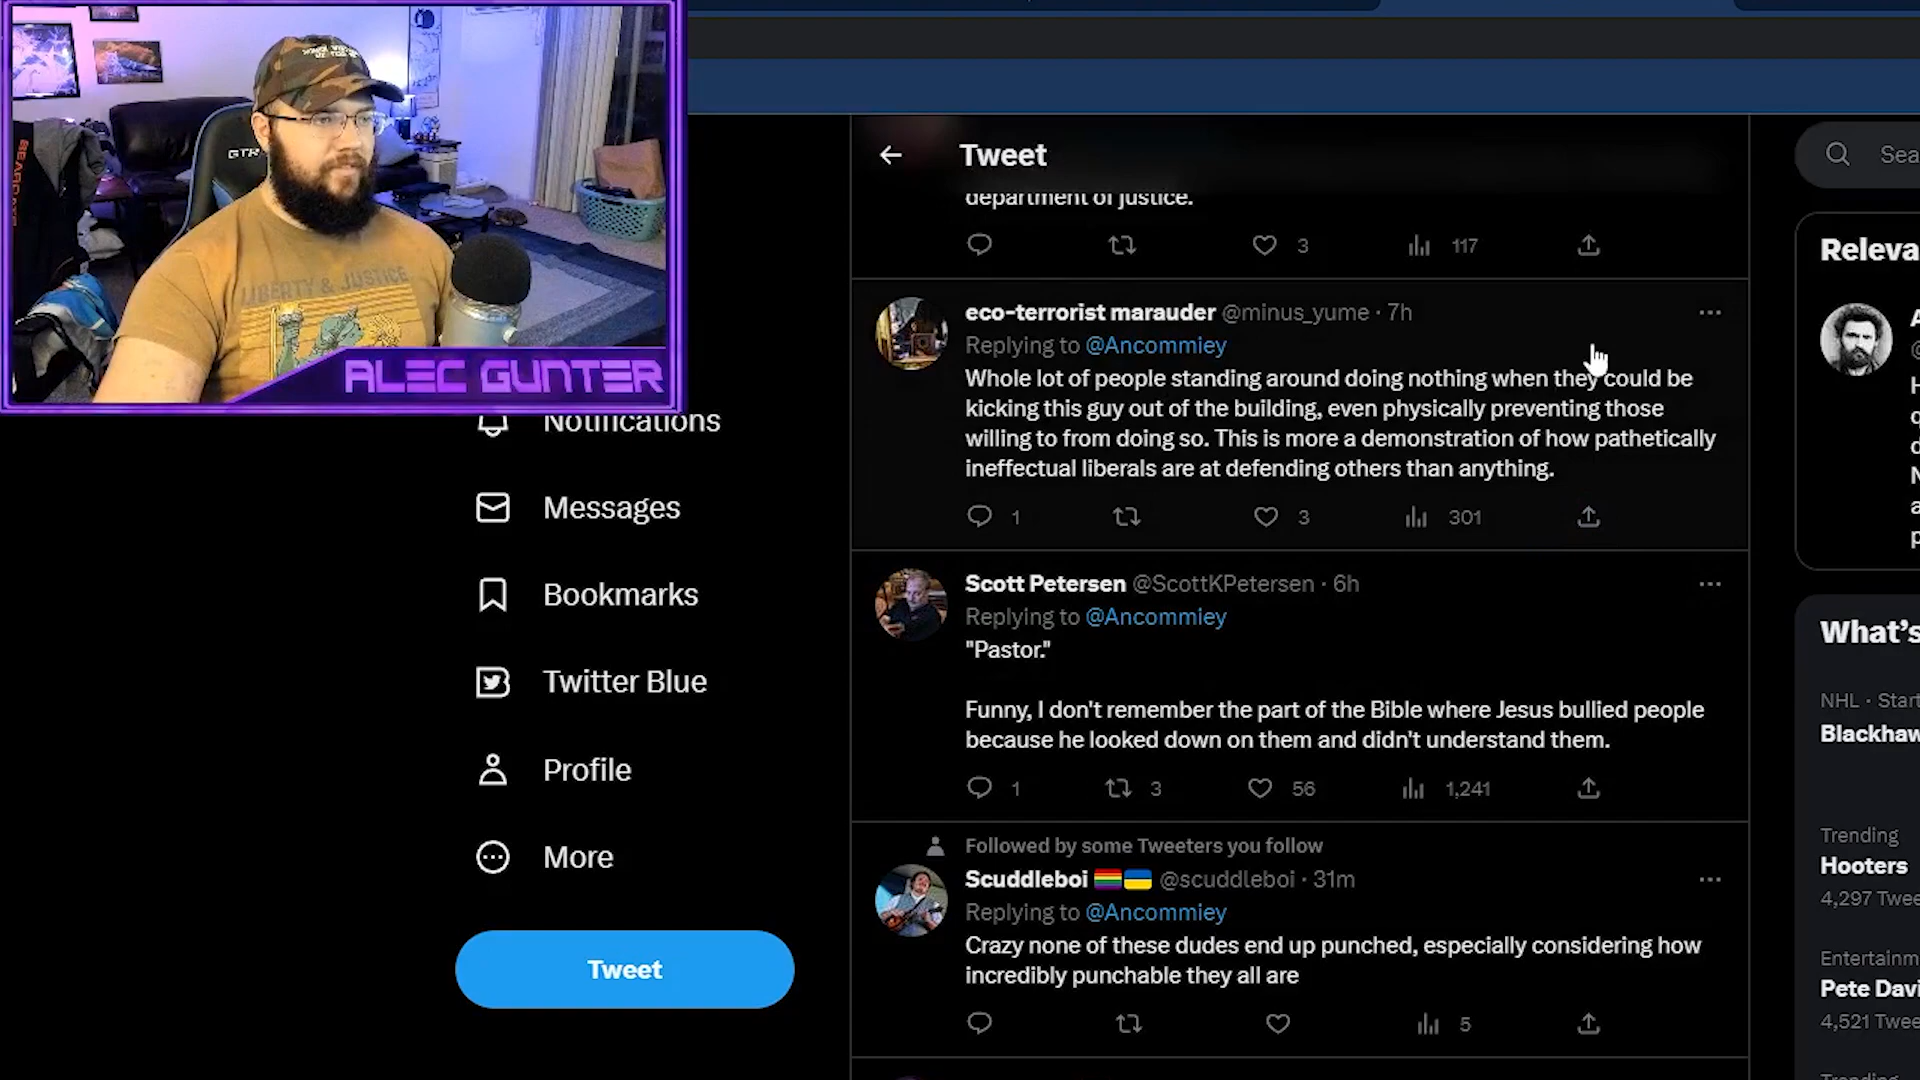 Tweet
department of justice.
3
117
eco-terrorist marauder @minus_yume · 7h
Replying to @Ancommiey
Whole lot of people standing around doing nothing when they could be
kicking this guy out of the building, even physically preventing those
willing to from doing so. This is more a demonstration of how pathetically
ineffectual liberals are at defending others than anything.
1
3
301
Scott Petersen @ScottKPetersen · 6h
Replying to @Ancommiey
"Pastor."
Funny, I don't remember the part of the Bible where Jesus bullied people
because he looked down on them and didn't understand them.
1
3
56
1,241
Followed by some Tweeters you follow
Scuddleboi @scuddleboi · 31m
Replying to @Ancommiey
Crazy none of these dudes end up punched, especially considering how
incredibly punchable they all are
5
GTR
LIBERTY & JUSTICE
ALEC GUNTER
Notifications
Messages
Bookmarks
Twitter Blue
Profile
More
Tweet
Sea
Releva
What's
NHL · Start
Blackhaw
Trending
Hooters
4,297 Twee
Entertainm
Pete Davi
4,521 Twee
Trending